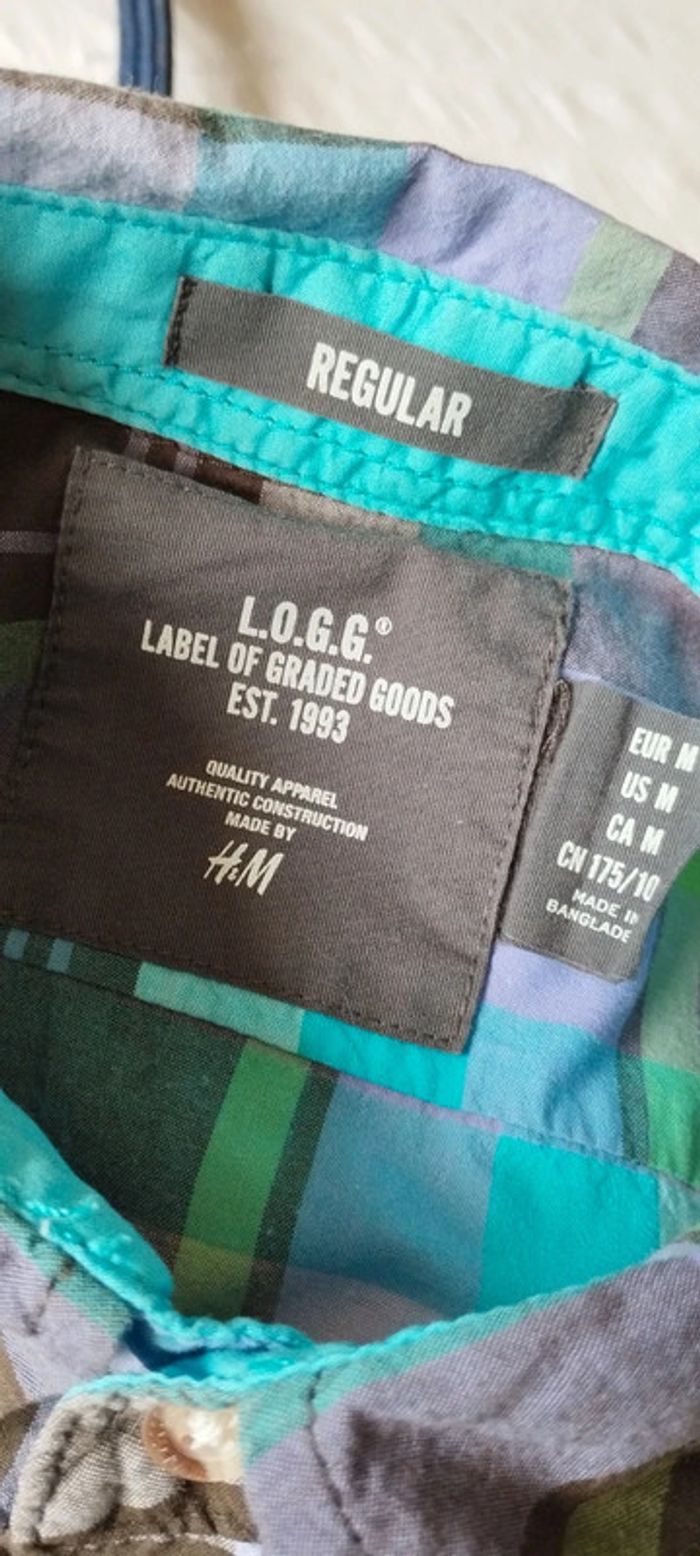 REGULAR
L.O.G.G.®
LABEL OF GRADED GOODS
EST. 1993
QUALITY APPAREL
AUTHENTIC CONSTRUCTION
MADE BY
H&M
EUR M
US M
CA M
CN 175/10
MADE IN
BANGLADE